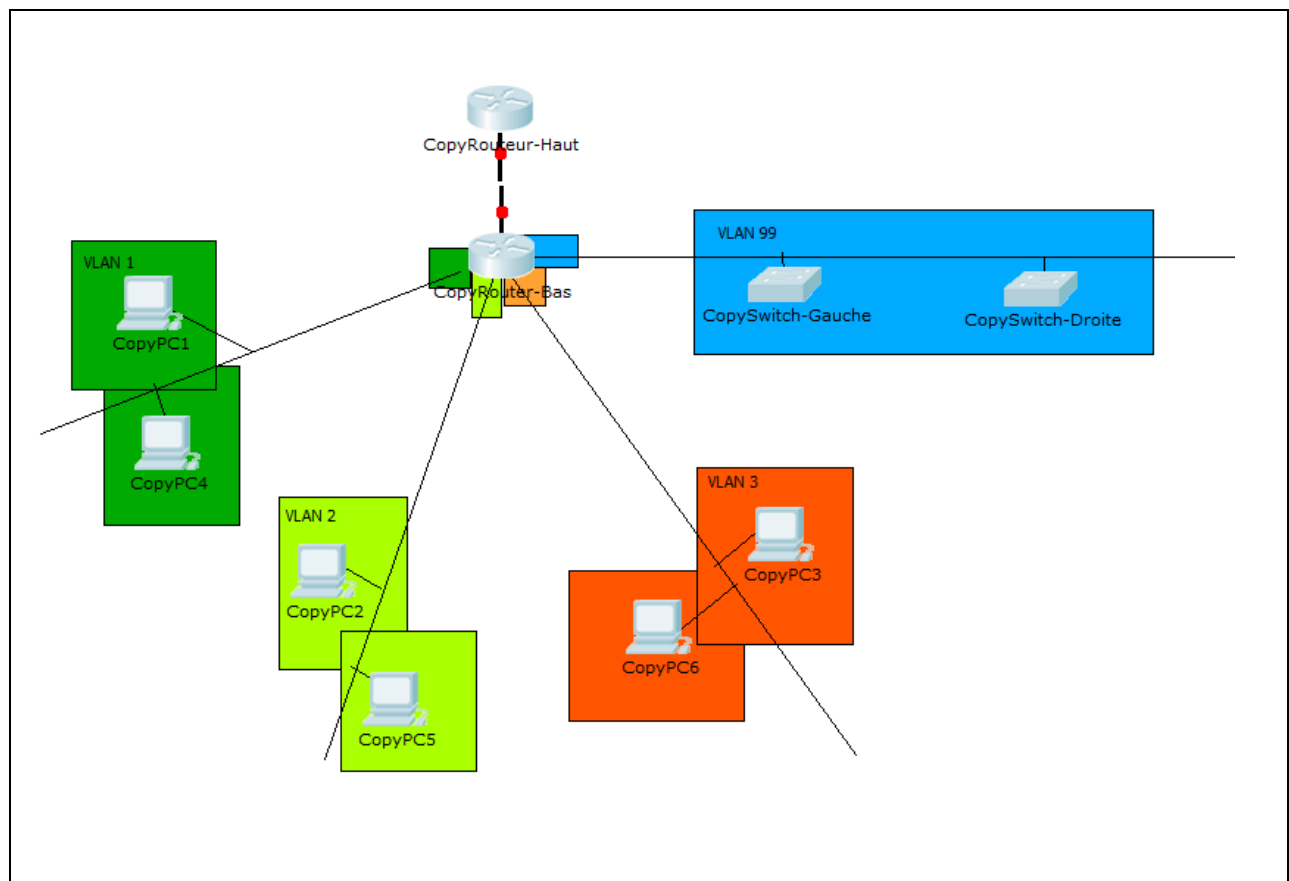 CopyRouteur-Haut
VLAN 99
VLAN 1
CopyRouter-Bas
CopySwitch-Gauche
CopySwitch-Droite
CopyPC1
CopyPC4
VLAN 3
VLAN 2
CopyPC3
CopyPC2
CopyPC6
CopyPC5